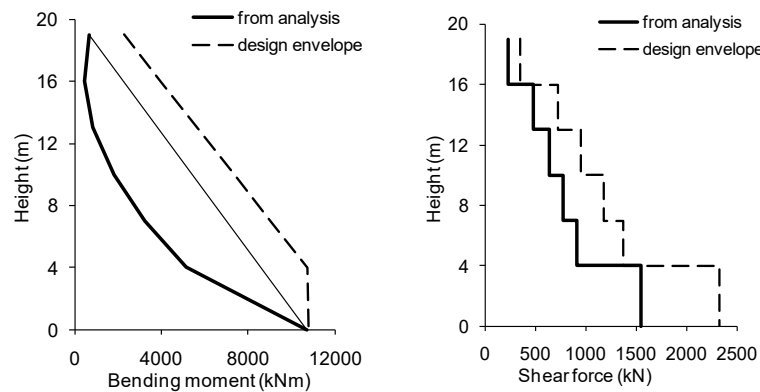 from analysis
design envelope
20
16
12
8
4
0
Height (m)
0
4000
8000
12000
Bending moment (kNm)
from analysis
design envelope
20
16
12
8
4
0
Height (m)
0
500
1000
1500
2000
2500
Shear force (kN)